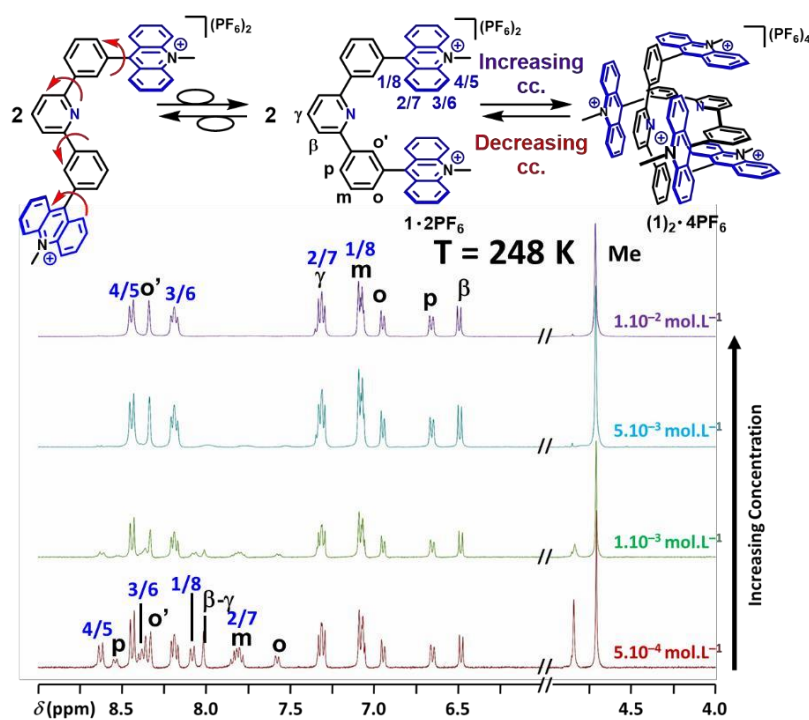 (PF₆)₂
(PF₆)₂
(PF₆)₄
2
N
N
+
N
+
2
γ
β
N
p
m
o'
o
1/8
2/7
3/6
4/5
N
+
N
+
1·2PF₆
Increasing
cc.
Decreasing
cc.
N
+
N
+
N
N
N
+
N
+
(1)₂·4PF₆
T = 248 K
Me
4/5
o'
3/6
2/7
γ
1/8
m
o
p
β
1.10⁻² mol.L⁻¹
5.10⁻³ mol.L⁻¹
1.10⁻³ mol.L⁻¹
4/5
p
3/6
o'
1/8
β-γ
2/7
m
o
5.10⁻⁴ mol.L⁻¹
Increasing Concentration
δ(ppm) 8.5 8.0 7.5 7.0 6.5 4.5 4.0